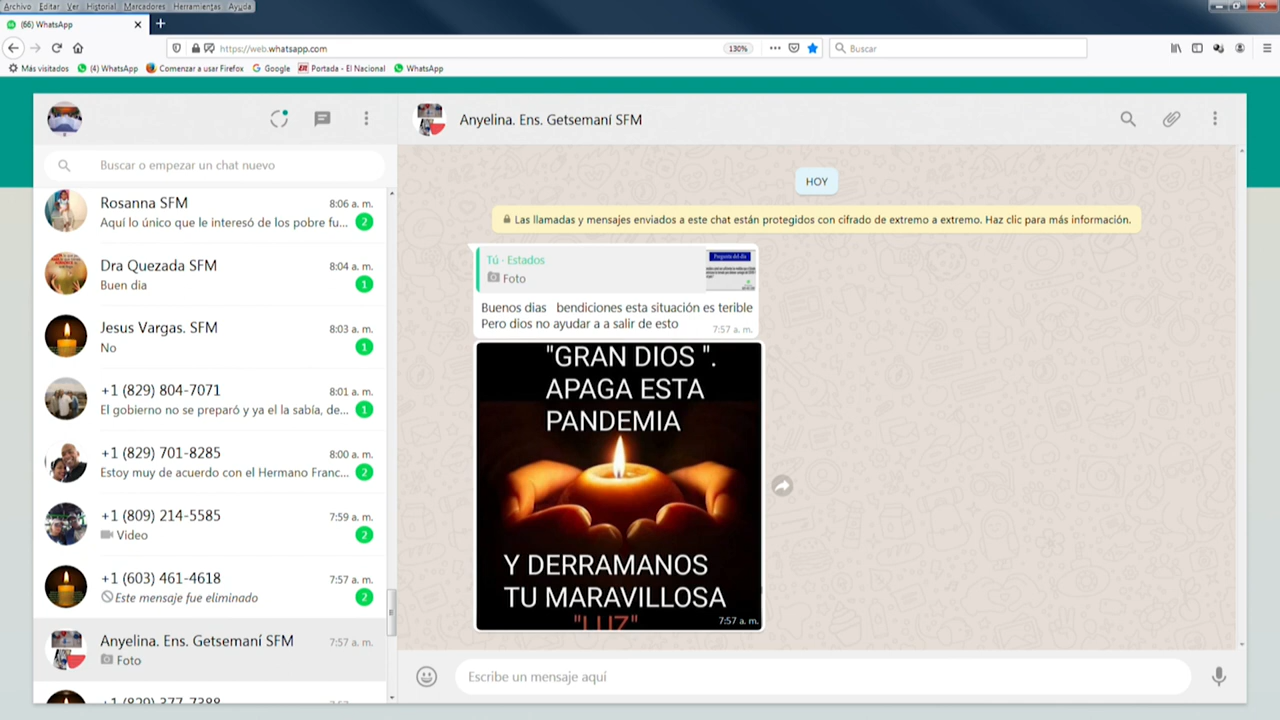 Archivo Editar Ver Historial Marcadores Herramientas Ayuda
(66) WhatsApp
https://web.whatsapp.com
130%
Buscar
Más visitados
(4) WhatsApp
Comenzar a usar Firefox
Google
Portada - El Nacional
WhatsApp
Buscar o empezar un chat nuevo
Rosanna SFM 8:06 a. m.
Aquí lo único que le interesó de los pobre fu... 2
Dra Quezada SFM 8:04 a. m.
Buen día 1
Jesus Vargas. SFM 8:03 a. m.
No 1
+1 (829) 804-7071 8:01 a. m.
El gobierno no se preparó y ya el la sabía, de... 1
+1 (829) 701-8285 8:00 a. m.
Estoy muy de acuerdo con el Hermano Franc... 2
+1 (809) 214-5585 7:59 a. m.
Video 2
+1 (603) 461-4618 7:57 a. m.
Este mensaje fue eliminado 2
Anyelina. Ens. Getsemaní SFM 7:57 a. m.
Foto
+1 (829) 377-7388
Anyelina. Ens. Getsemaní SFM
HOY
Las llamadas y mensajes enviados a este chat están protegidos con cifrado de extremo a extremo. Haz clic para más información.
Tú - Estados
Foto
Pregunta del día
Buenos dias bendiciones esta situación es terible
Pero dios no ayudar a a salir de esto 7:57 a. m.
"GRAN DIOS ".
APAGA ESTA
PANDEMIA
Y DERRAMANOS
TU MARAVILLOSA
"LUZ"
7:57 a. m.
Escribe un mensaje aquí